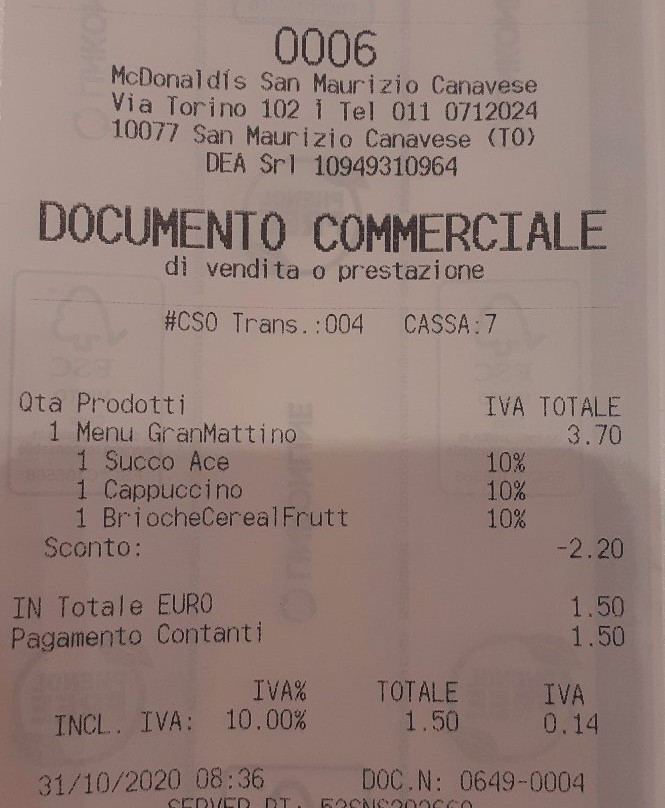 0006
McDonaldís San Maurizio Canavese
Via Torino 102 í Tel 011 0712024
10077 San Maurizio Canavese (TO)
DEA Srl 10949310964
DOCUMENTO COMMERCIALE
di vendita o prestazione
#CSO Trans.:004 CASSA:7
Qta Prodotti IVA TOTALE
1 Menu GranMattino 3.70
1 Succo Ace 10%
1 Cappuccino 10%
1 BriocheCerealFrutt 10%
Sconto: -2.20
IN Totale EURO 1.50
Pagamento Contanti 1.50
IVA% TOTALE IVA
INCL. IVA: 10.00% 1.50 0.14
31/10/2020 08:36 DOC.N: 0649-0004